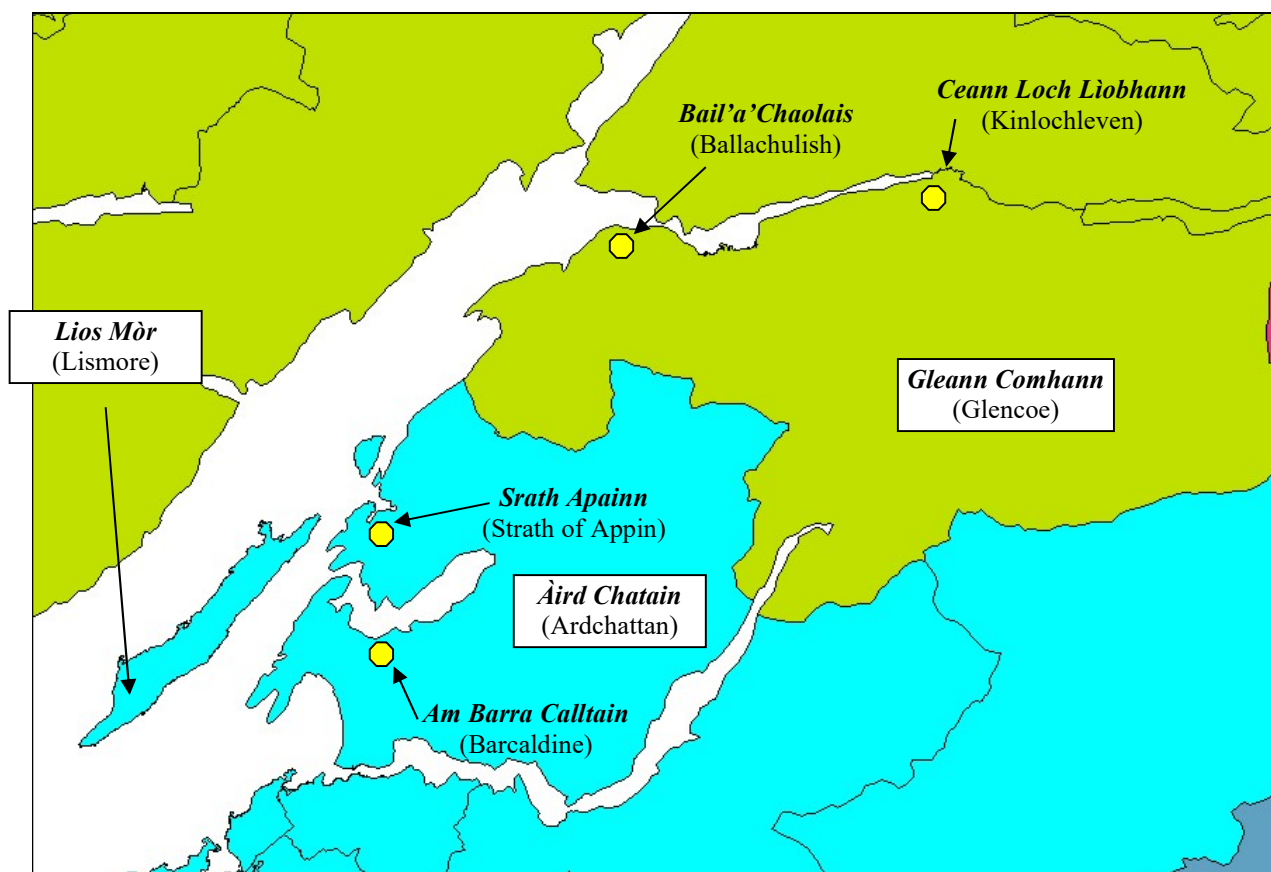 Ceann Loch Lìobhann
(Kinlochleven)
Bail’a’Chaolais
(Ballachulish)
Lios Mòr
(Lismore)
Gleann Comhann
(Glencoe)
Srath Apainn
(Strath of Appin)
Àird Chatain
(Ardchattan)
Am Barra Calltain
(Barcaldine)